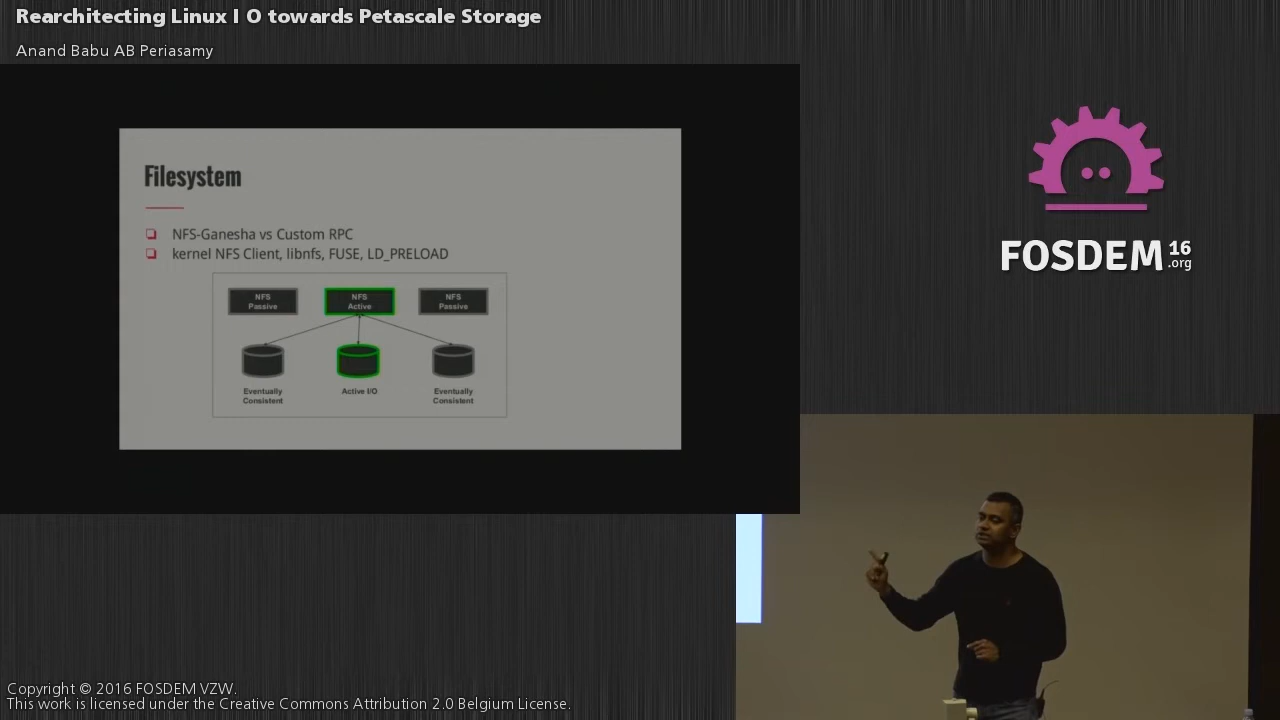 Rearchitecting Linux I O towards Petascale Storage
Anand Babu AB Periasamy
Filesystem
NFS-Ganesha vs Custom RPC
kernel NFS Client, libnfs, FUSE, LD_PRELOAD
NFS
Passive
NFS
Active
NFS
Passive
Eventually
Consistent
Active I/O
Eventually
Consistent
FOSDEM 16
.org
Copyright © 2016 FOSDEM VZW.
This work is licensed under the Creative Commons Attribution 2.0 Belgium License.